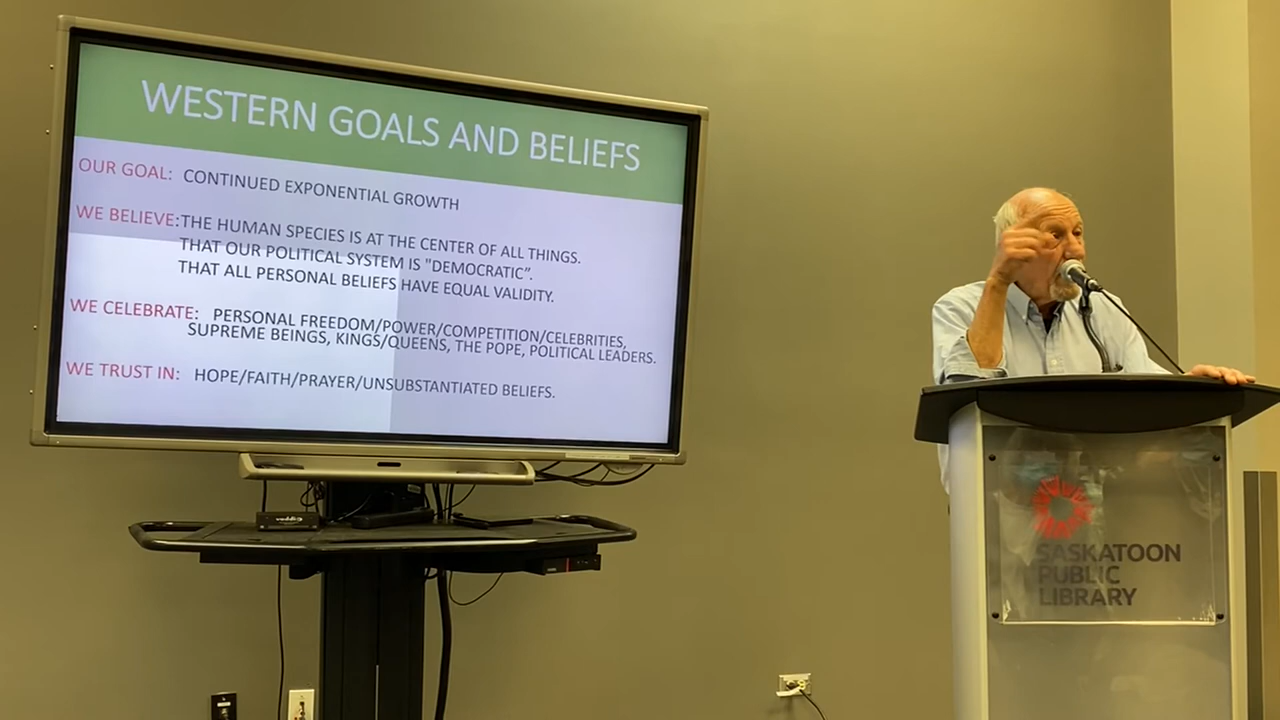 WESTERN GOALS AND BELIEFS
OUR GOAL: CONTINUED EXPONENTIAL GROWTH
WE BELIEVE:THE HUMAN SPECIES IS AT THE CENTER OF ALL THINGS.
THAT OUR POLITICAL SYSTEM IS "DEMOCRATIC”.
THAT ALL PERSONAL BELIEFS HAVE EQUAL VALIDITY.
WE CELEBRATE: PERSONAL FREEDOM/POWER/COMPETITION/CELEBRITIES,
SUPREME BEINGS, KINGS/QUEENS, THE POPE, POLITICAL LEADERS.
WE TRUST IN: HOPE/FAITH/PRAYER/UNSUBSTANTIATED BELIEFS.
SASKATOON
PUBLIC
LIBRARY